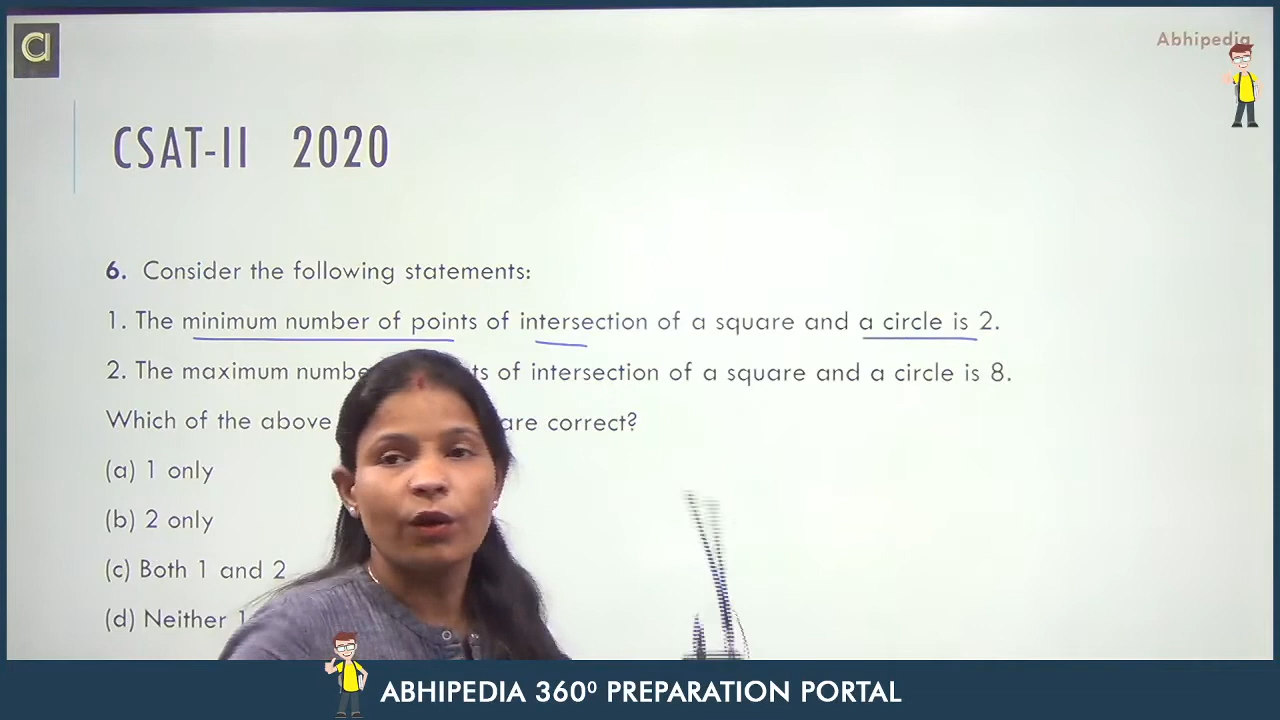 a
Abhipedia
CSAT-II 2020
6. Consider the following statements:
1. The minimum number of points of intersection of a square and a circle is 2.
2. The maximum of intersection of a square and a circle is 8.
Which of the above are correct?
(a) 1 only
(b) 2 only
(c) Both 1 and 2
(d) Neither 1
ABHIPEDIA 360⁰ PREPARATION PORTAL